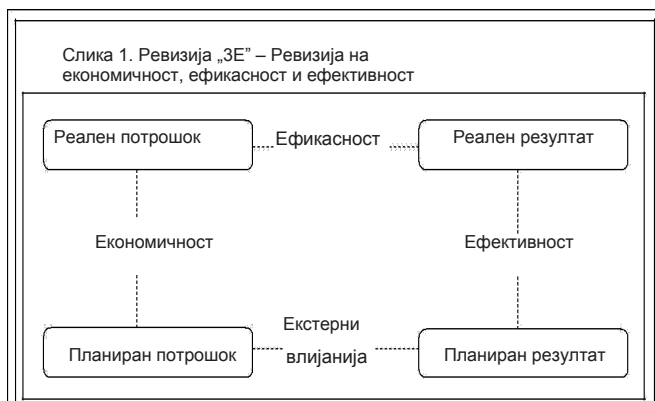 Слика 1. Ревизија „3Е” – Ревизија на
економичност, ефикасност и ефективност
Реален потрошок
Ефикасност
Реален резултат
Економичност
Ефективност
Екстерни
влијанија
Планиран потрошок
Планиран резултат